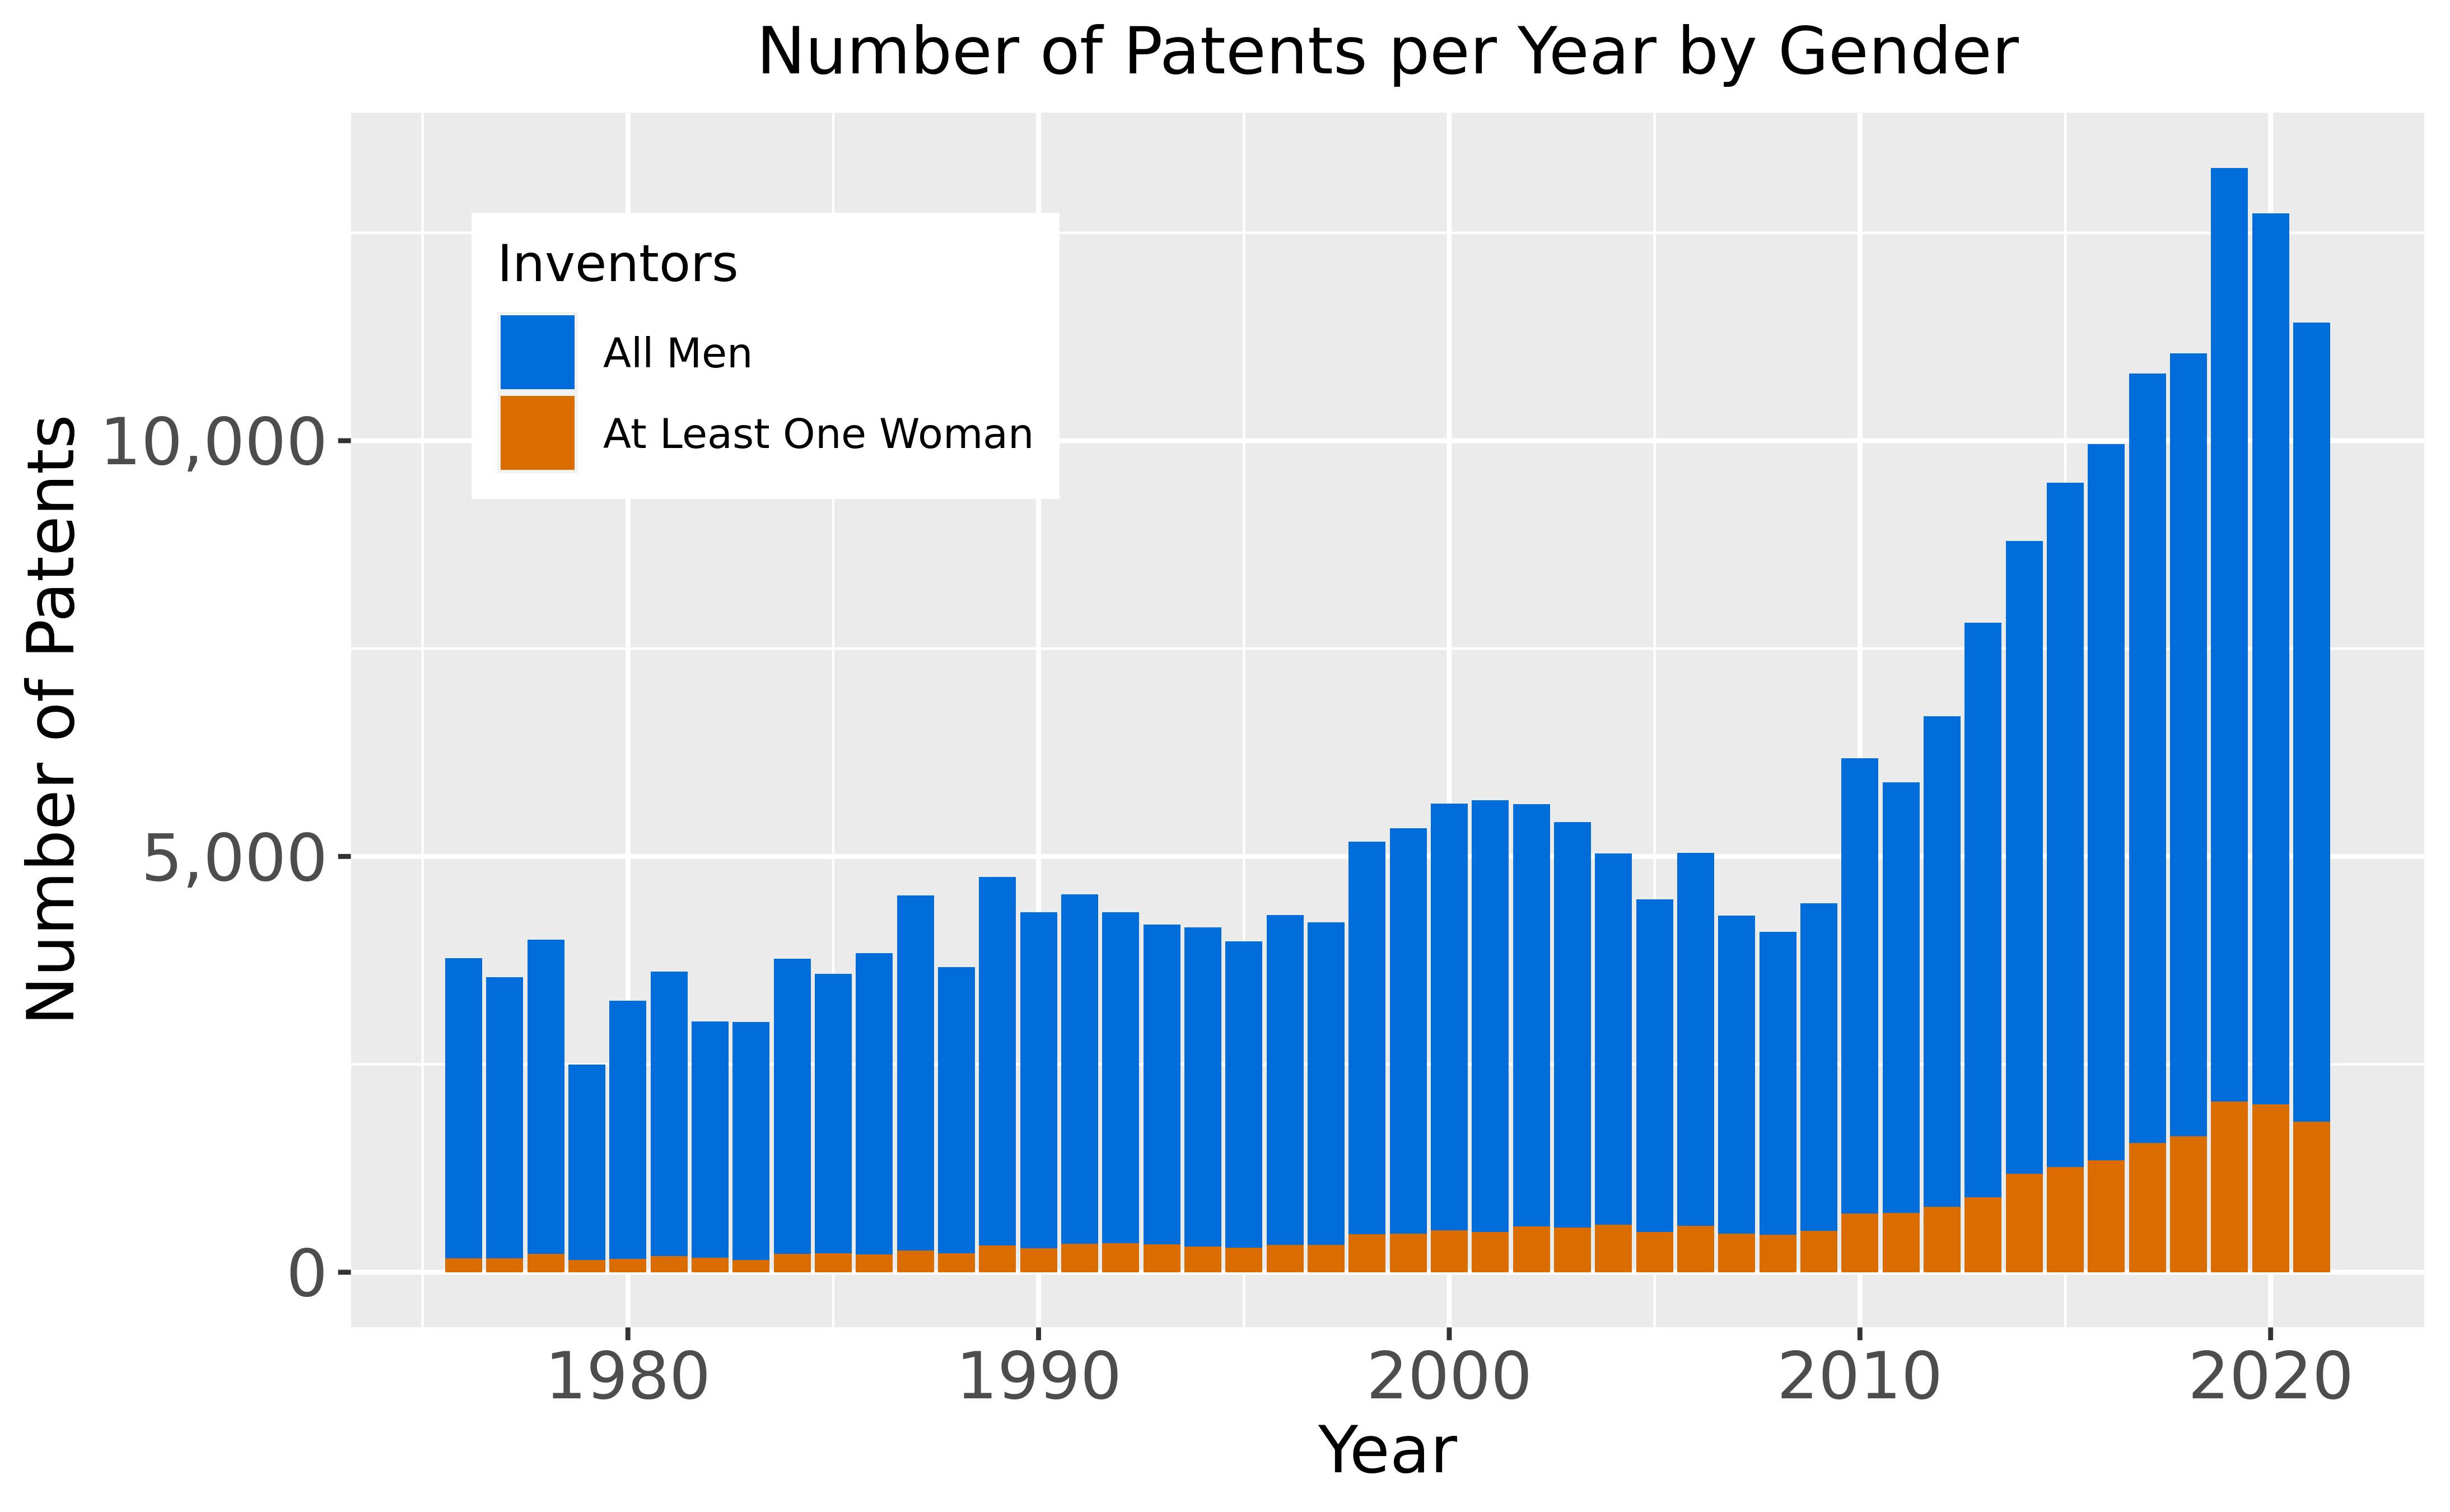 Number of Patents per Year by Gender
Inventors
All Men
At Least One Woman
Number of Patents
10,000
5,000
0
1980 1990 2000 2010 2020
Year